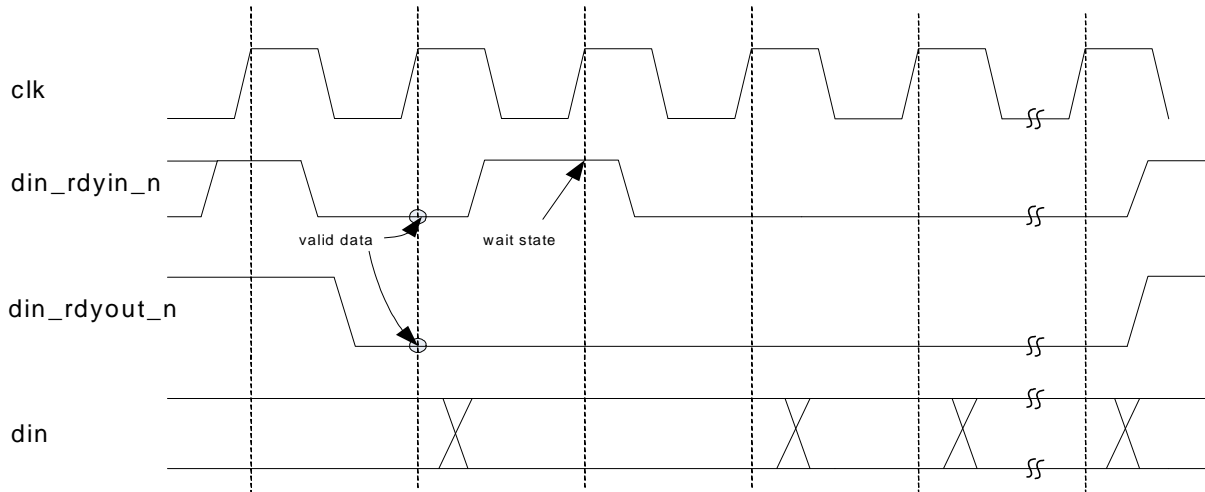 clk
din_rdyin_n
valid data
wait state
din_rdyout_n
din